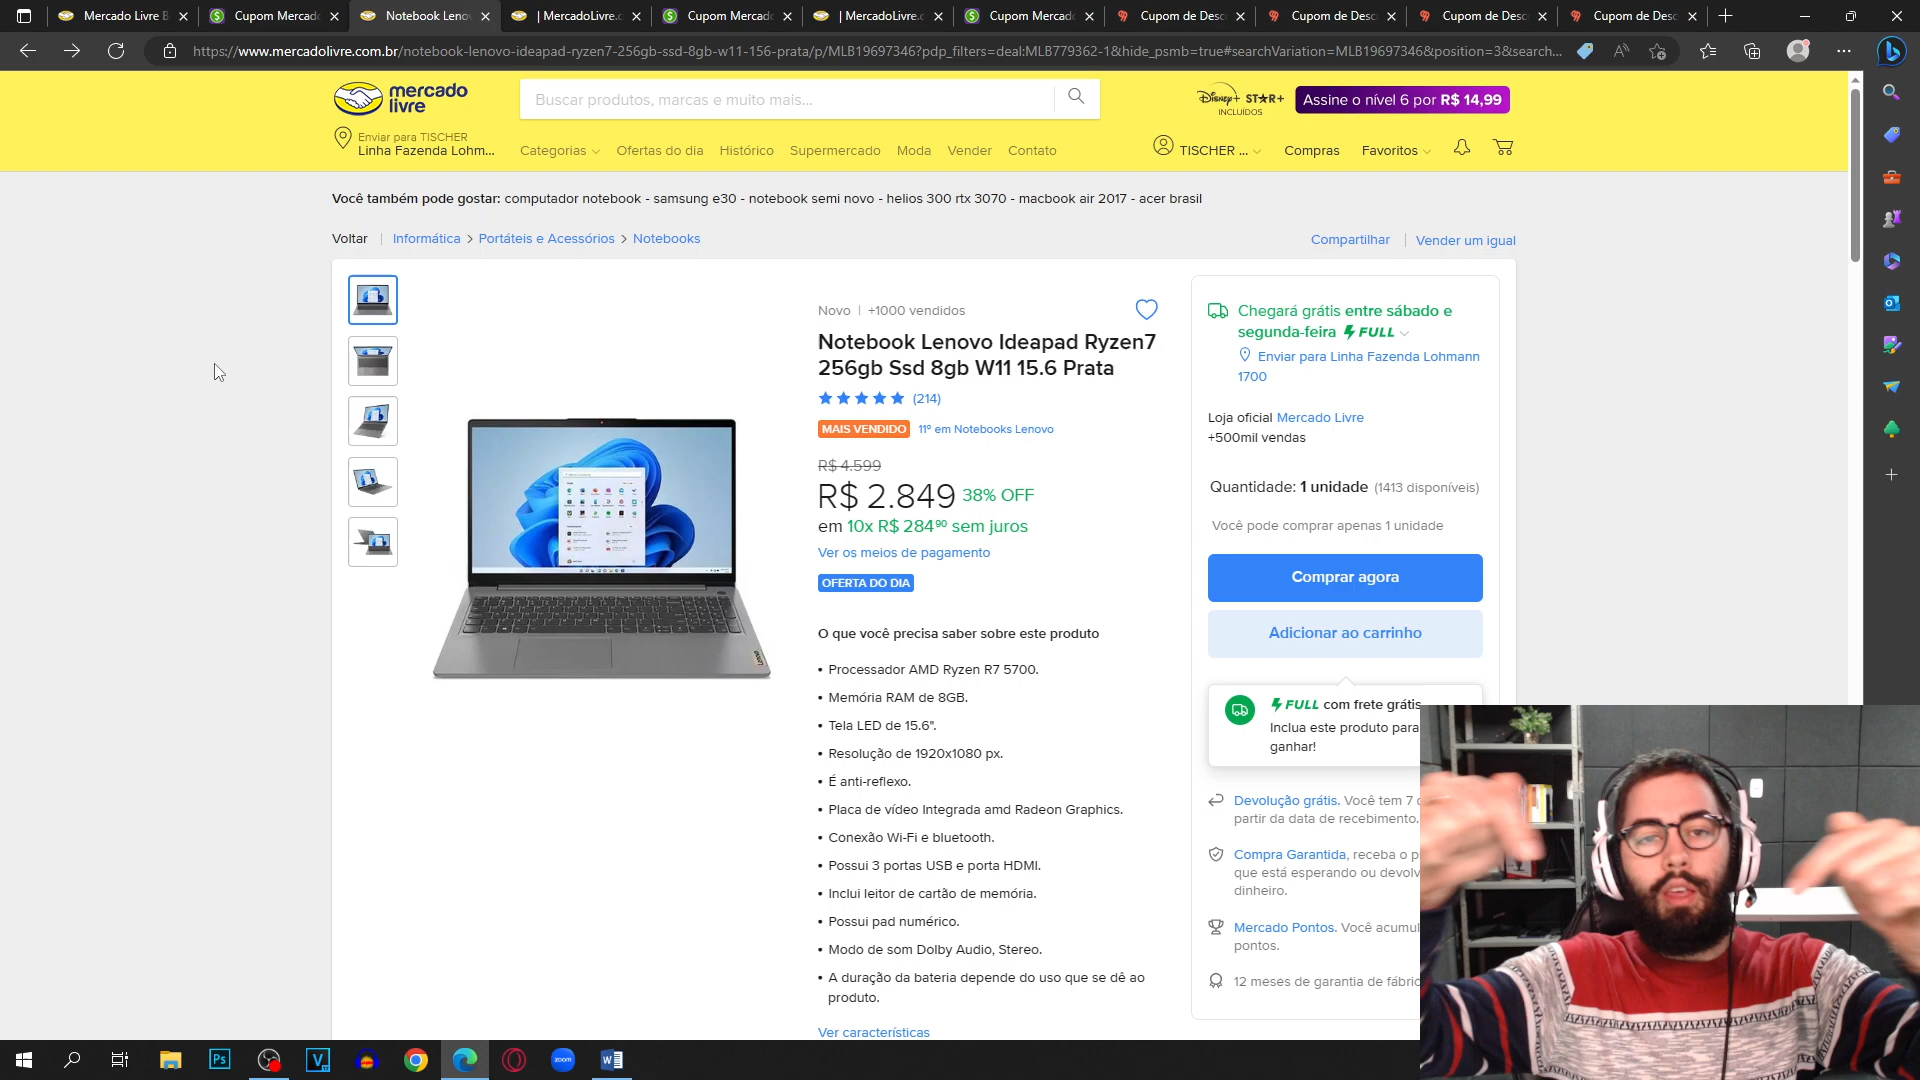 Mercado Livre B
Cupom Mercad
Notebook Leno
| MercadoLivre.c
Cupom Mercad
| MercadoLivre.c
Cupom Mercad
Cupom de Desc
Cupom de Desc
Cupom de Desc
Cupom de Desc
https://www.mercadolivre.com.br/notebook-lenovo-ideapad-ryzen7-256gb-ssd-8gb-w11-156-prata/p/MLB19697346?pdp_filters=deal:MLB779362-1&hide_psmb=true#searchVariation=MLB19697346&position=3&search...
mercado
livre
Buscar produtos, marcas e muito mais...
Disney+ STAR+
INCLUÍDOS
Assine o nível 6 por R$ 14,99
Enviar para TISCHER
Linha Fazenda Lohm...
Categorias
Ofertas do dia
Histórico
Supermercado
Moda
Vender
Contato
TISCHER ...
Compras
Favoritos
Você também pode gostar: computador notebook - samsung e30 - notebook semi novo - helios 300 rtx 3070 - macbook air 2017 - acer brasil
Voltar | Informática > Portáteis e Acessórios > Notebooks
Compartilhar | Vender um igual
Novo | +1000 vendidos
Notebook Lenovo Ideapad Ryzen7
256gb Ssd 8gb W11 15.6 Prata
(214)
MAIS VENDIDO 11º em Notebooks Lenovo
R$ 4.599
R$ 2.849 38% OFF
em 10x R$ 284⁹⁰ sem juros
Ver os meios de pagamento
OFERTA DO DIA
O que você precisa saber sobre este produto
• Processador AMD Ryzen R7 5700.
• Memória RAM de 8GB.
• Tela LED de 15.6".
• Resolução de 1920x1080 px.
• É anti-reflexo.
• Placa de vídeo Integrada amd Radeon Graphics.
• Conexão Wi-Fi e bluetooth.
• Possui 3 portas USB e porta HDMI.
• Inclui leitor de cartão de memória.
• Possui pad numérico.
• Modo de som Dolby Audio, Stereo.
• A duração da bateria depende do uso que se dê ao
produto.
Ver características
Chegará grátis entre sábado e
segunda-feira FULL
Enviar para Linha Fazenda Lohmann
1700
Loja oficial Mercado Livre
+500mil vendas
Quantidade: 1 unidade (1413 disponíveis)
Você pode comprar apenas 1 unidade
Comprar agora
Adicionar ao carrinho
FULL com frete grátis
Inclua este produto para
ganhar!
Devolução grátis. Você tem 7
partir da data de recebimento.
Compra Garantida, receba o p
que está esperando ou devolv
dinheiro.
Mercado Pontos. Você acumul
pontos.
12 meses de garantia de fábric
Ps
V
zoom
W